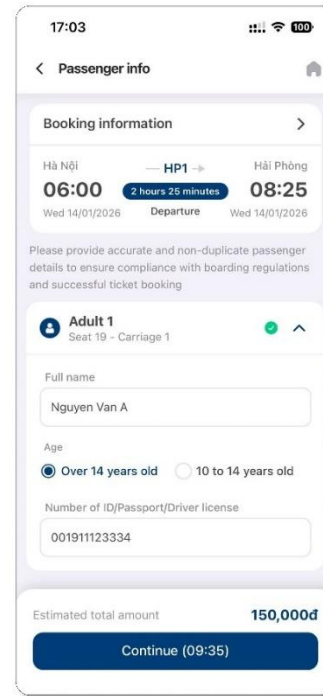 17:03
100
Passenger info
Booking information
Hà Nội
HP1
Hải Phòng
06:00
2 hours 25 minutes
08:25
Wed 14/01/2026
Departure
Wed 14/01/2026
Please provide accurate and non-duplicate passenger
details to ensure compliance with boarding regulations
and successful ticket booking
Adult 1
Seat 19 - Carriage 1
Full name
Nguyen Van A
Age
Over 14 years old
10 to 14 years old
Number of ID/Passport/Driver license
001911123334
Estimated total amount
150,000đ
Continue (09:35)